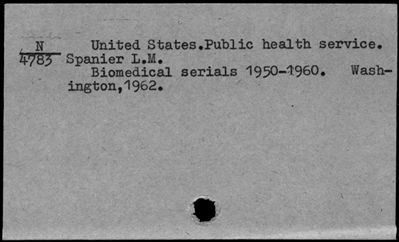 N United States.Public health service.
4783 Spanier L.M.
Biomedical serials 1950-1960. Wash-
ington,1962.